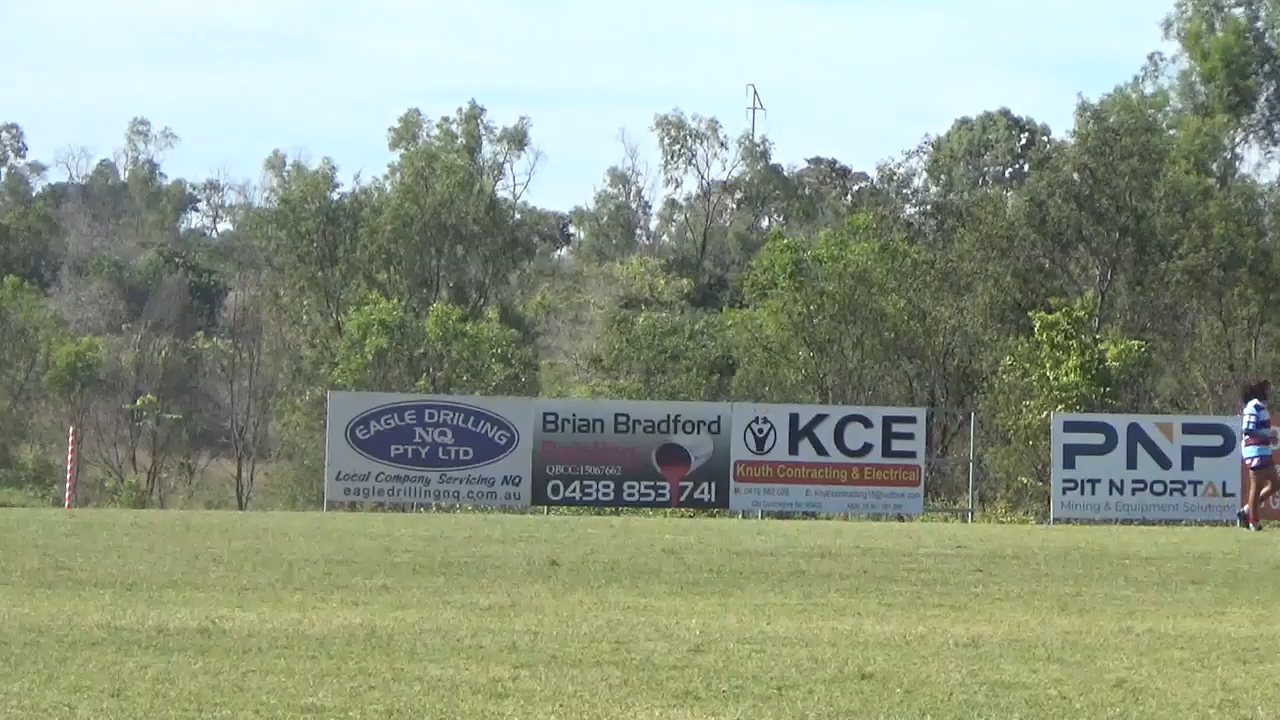 EAGLE DRILLING
NQ
PTY LTD
Local Company Servicing NQ
eagledrillingnq.com.au
Brian Bradford
Painting
QBCC:15067662
0438 853 741
KCE
Knuth Contracting & Electrical
PNP
PIT N PORTAL
Mining & Equipment Solutions